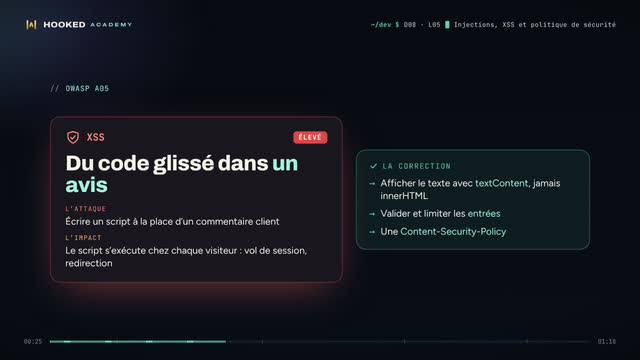 HOOKED ACADEMY
~/dev $ D08 · L05 Injections, XSS et politique de sécurité
// OWASP A05
XSS
ÉLEVÉ
Du code glissé dans un
avis
L'ATTAQUE
Écrire un script à la place d'un commentaire client
L'IMPACT
Le script s'exécute chez chaque visiteur : vol de session,
redirection
LA CORRECTION
→ Afficher le texte avec textContent, jamais
innerHTML
→ Valider et limiter les entrées
→ Une Content-Security-Policy
00:25
01:18